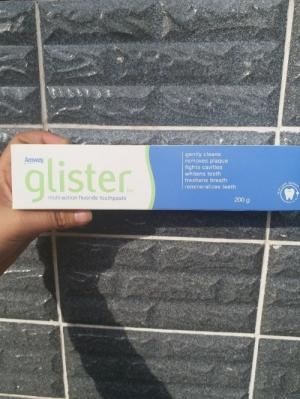 Amway
glister
multi-action fluoride toothpaste
gently cleans
removes plaque
fights cavities
whitens teeth
freshens breath
remineralizes teeth
200 g